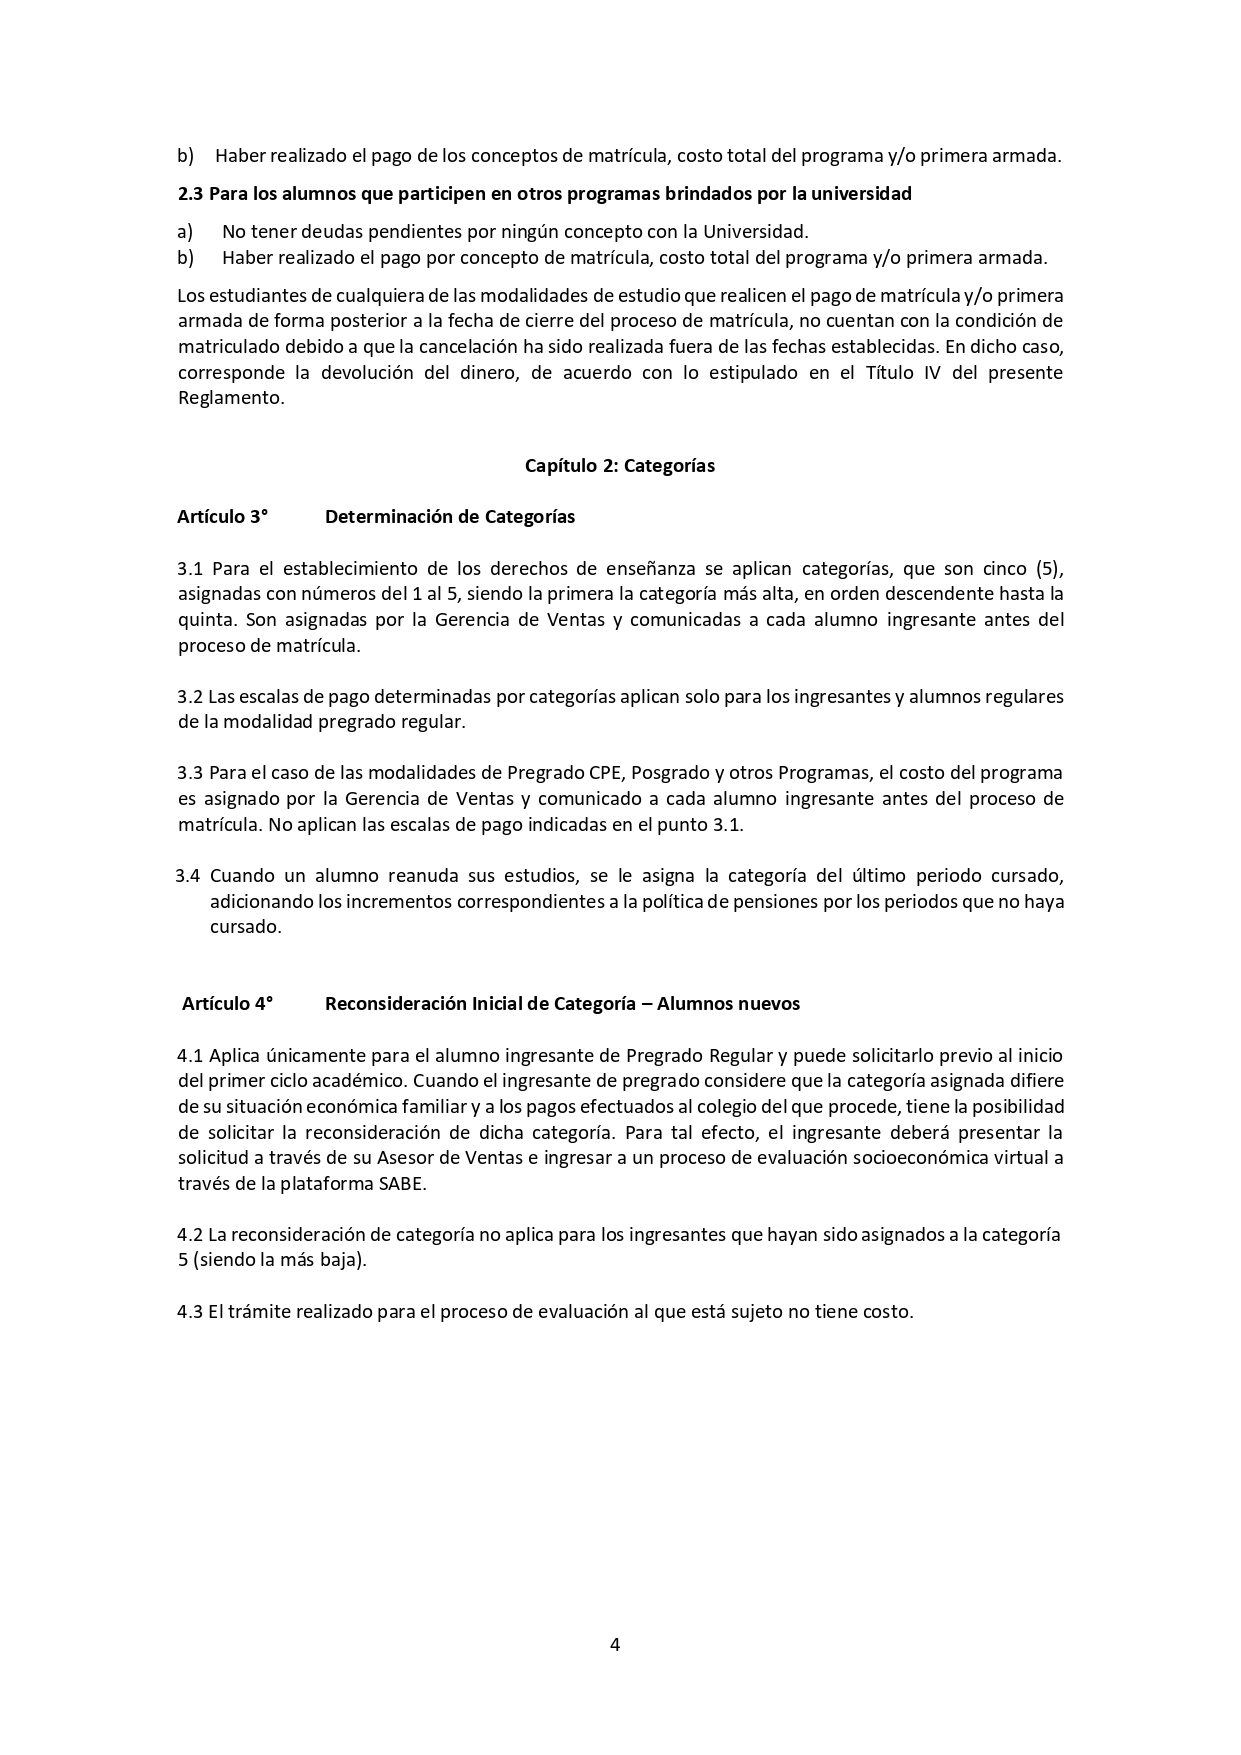 b) Haber realizado el pago de los conceptos de matrícula, costo total del programa y/o primera armada.
2.3 Para los alumnos que participen en otros programas brindados por la universidad
a) No tener deudas pendientes por ningún concepto con la Universidad.
b) Haber realizado el pago por concepto de matrícula, costo total del programa y/o primera armada.
Los estudiantes de cualquiera de las modalidades de estudio que realicen el pago de matrícula y/o primera
armada de forma posterior a la fecha de cierre del proceso de matrícula, no cuentan con la condición de
matriculado debido a que la cancelación ha sido realizada fuera de las fechas establecidas. En dicho caso,
corresponde la devolución del dinero, de acuerdo con lo estipulado en el Título IV del presente
Reglamento.
Capítulo 2: Categorías
Artículo 3° Determinación de Categorías
3.1 Para el establecimiento de los derechos de enseñanza se aplican categorías, que son cinco (5),
asignadas con números del 1 al 5, siendo la primera la categoría más alta, en orden descendente hasta la
quinta. Son asignadas por la Gerencia de Ventas y comunicadas a cada alumno ingresante antes del
proceso de matrícula.
3.2 Las escalas de pago determinadas por categorías aplican solo para los ingresantes y alumnos regulares
de la modalidad pregrado regular.
3.3 Para el caso de las modalidades de Pregrado CPE, Posgrado y otros Programas, el costo del programa
es asignado por la Gerencia de Ventas y comunicado a cada alumno ingresante antes del proceso de
matrícula. No aplican las escalas de pago indicadas en el punto 3.1.
3.4 Cuando un alumno reanuda sus estudios, se le asigna la categoría del último periodo cursado,
adicionando los incrementos correspondientes a la política de pensiones por los periodos que no haya
cursado.
Artículo 4° Reconsideración Inicial de Categoría – Alumnos nuevos
4.1 Aplica únicamente para el alumno ingresante de Pregrado Regular y puede solicitarlo previo al inicio
del primer ciclo académico. Cuando el ingresante de pregrado considere que la categoría asignada difiere
de su situación económica familiar y a los pagos efectuados al colegio del que procede, tiene la posibilidad
de solicitar la reconsideración de dicha categoría. Para tal efecto, el ingresante deberá presentar la
solicitud a través de su Asesor de Ventas e ingresar a un proceso de evaluación socioeconómica virtual a
través de la plataforma SABE.
4.2 La reconsideración de categoría no aplica para los ingresantes que hayan sido asignados a la categoría
5 (siendo la más baja).
4.3 El trámite realizado para el proceso de evaluación al que está sujeto no tiene costo.
4